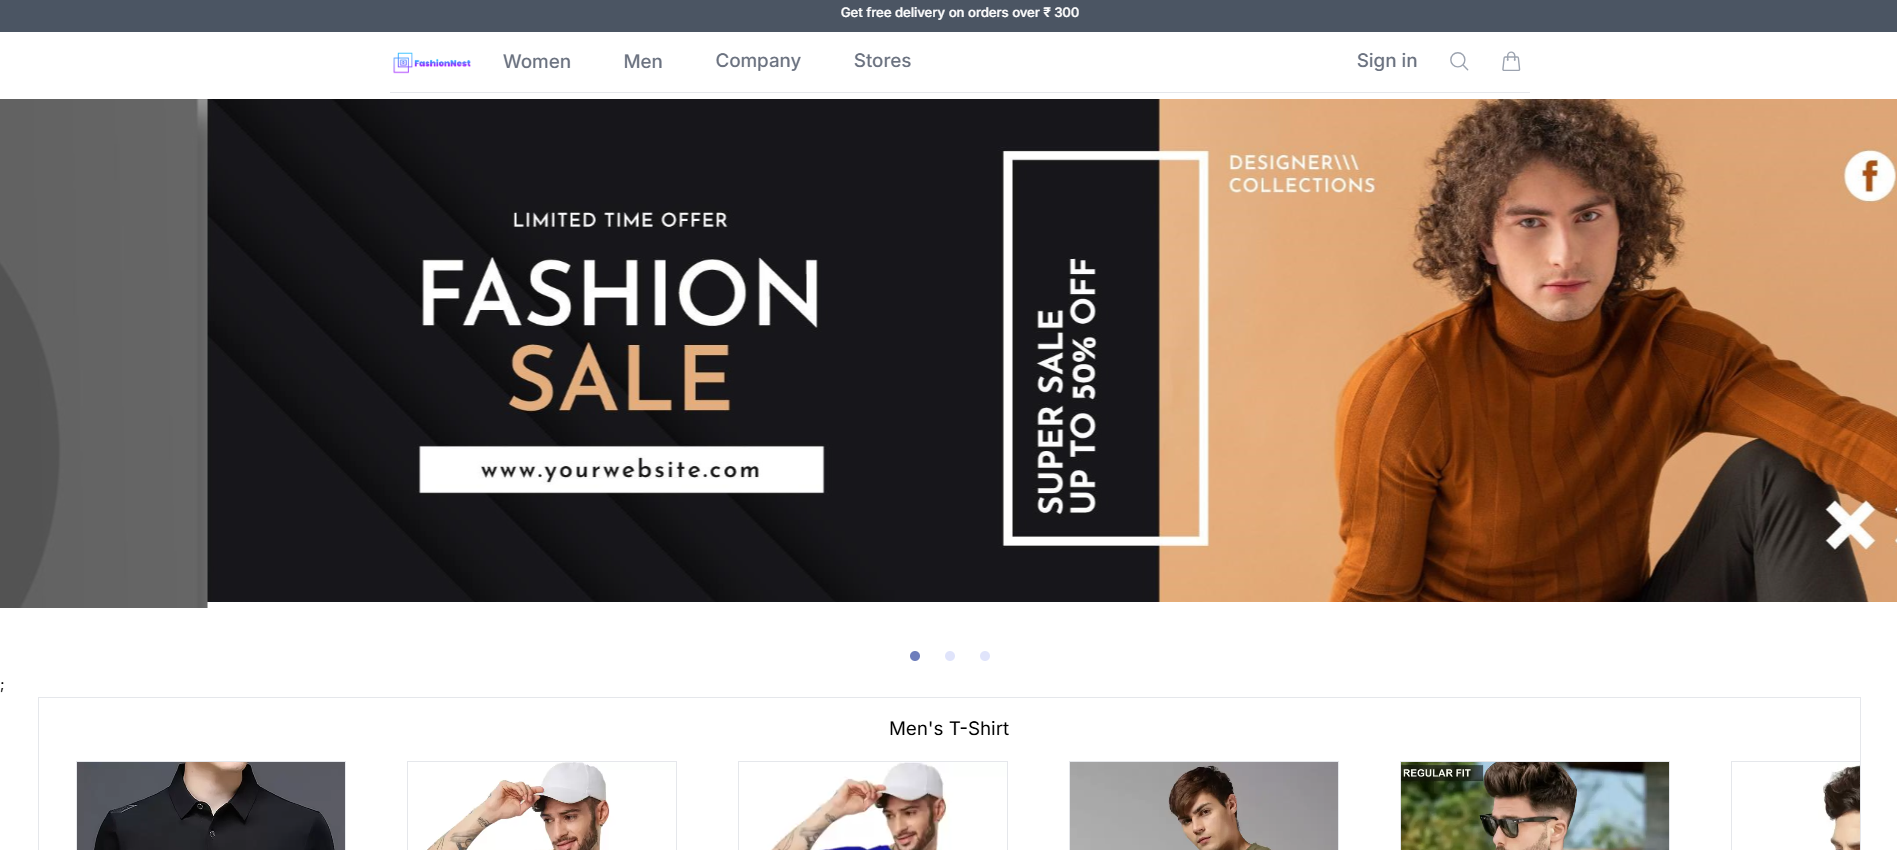 Get free delivery on orders over ₹ 300
FashionNest
Women
Men
Company
Stores
Sign in
LIMITED TIME OFFER
FASHION
SALE
www.yourwebsite.com
SUPER SALE
UP TO 50% OFF
DESIGNER\\\
COLLECTIONS
f
;
Men's T-Shirt
REGULAR FIT